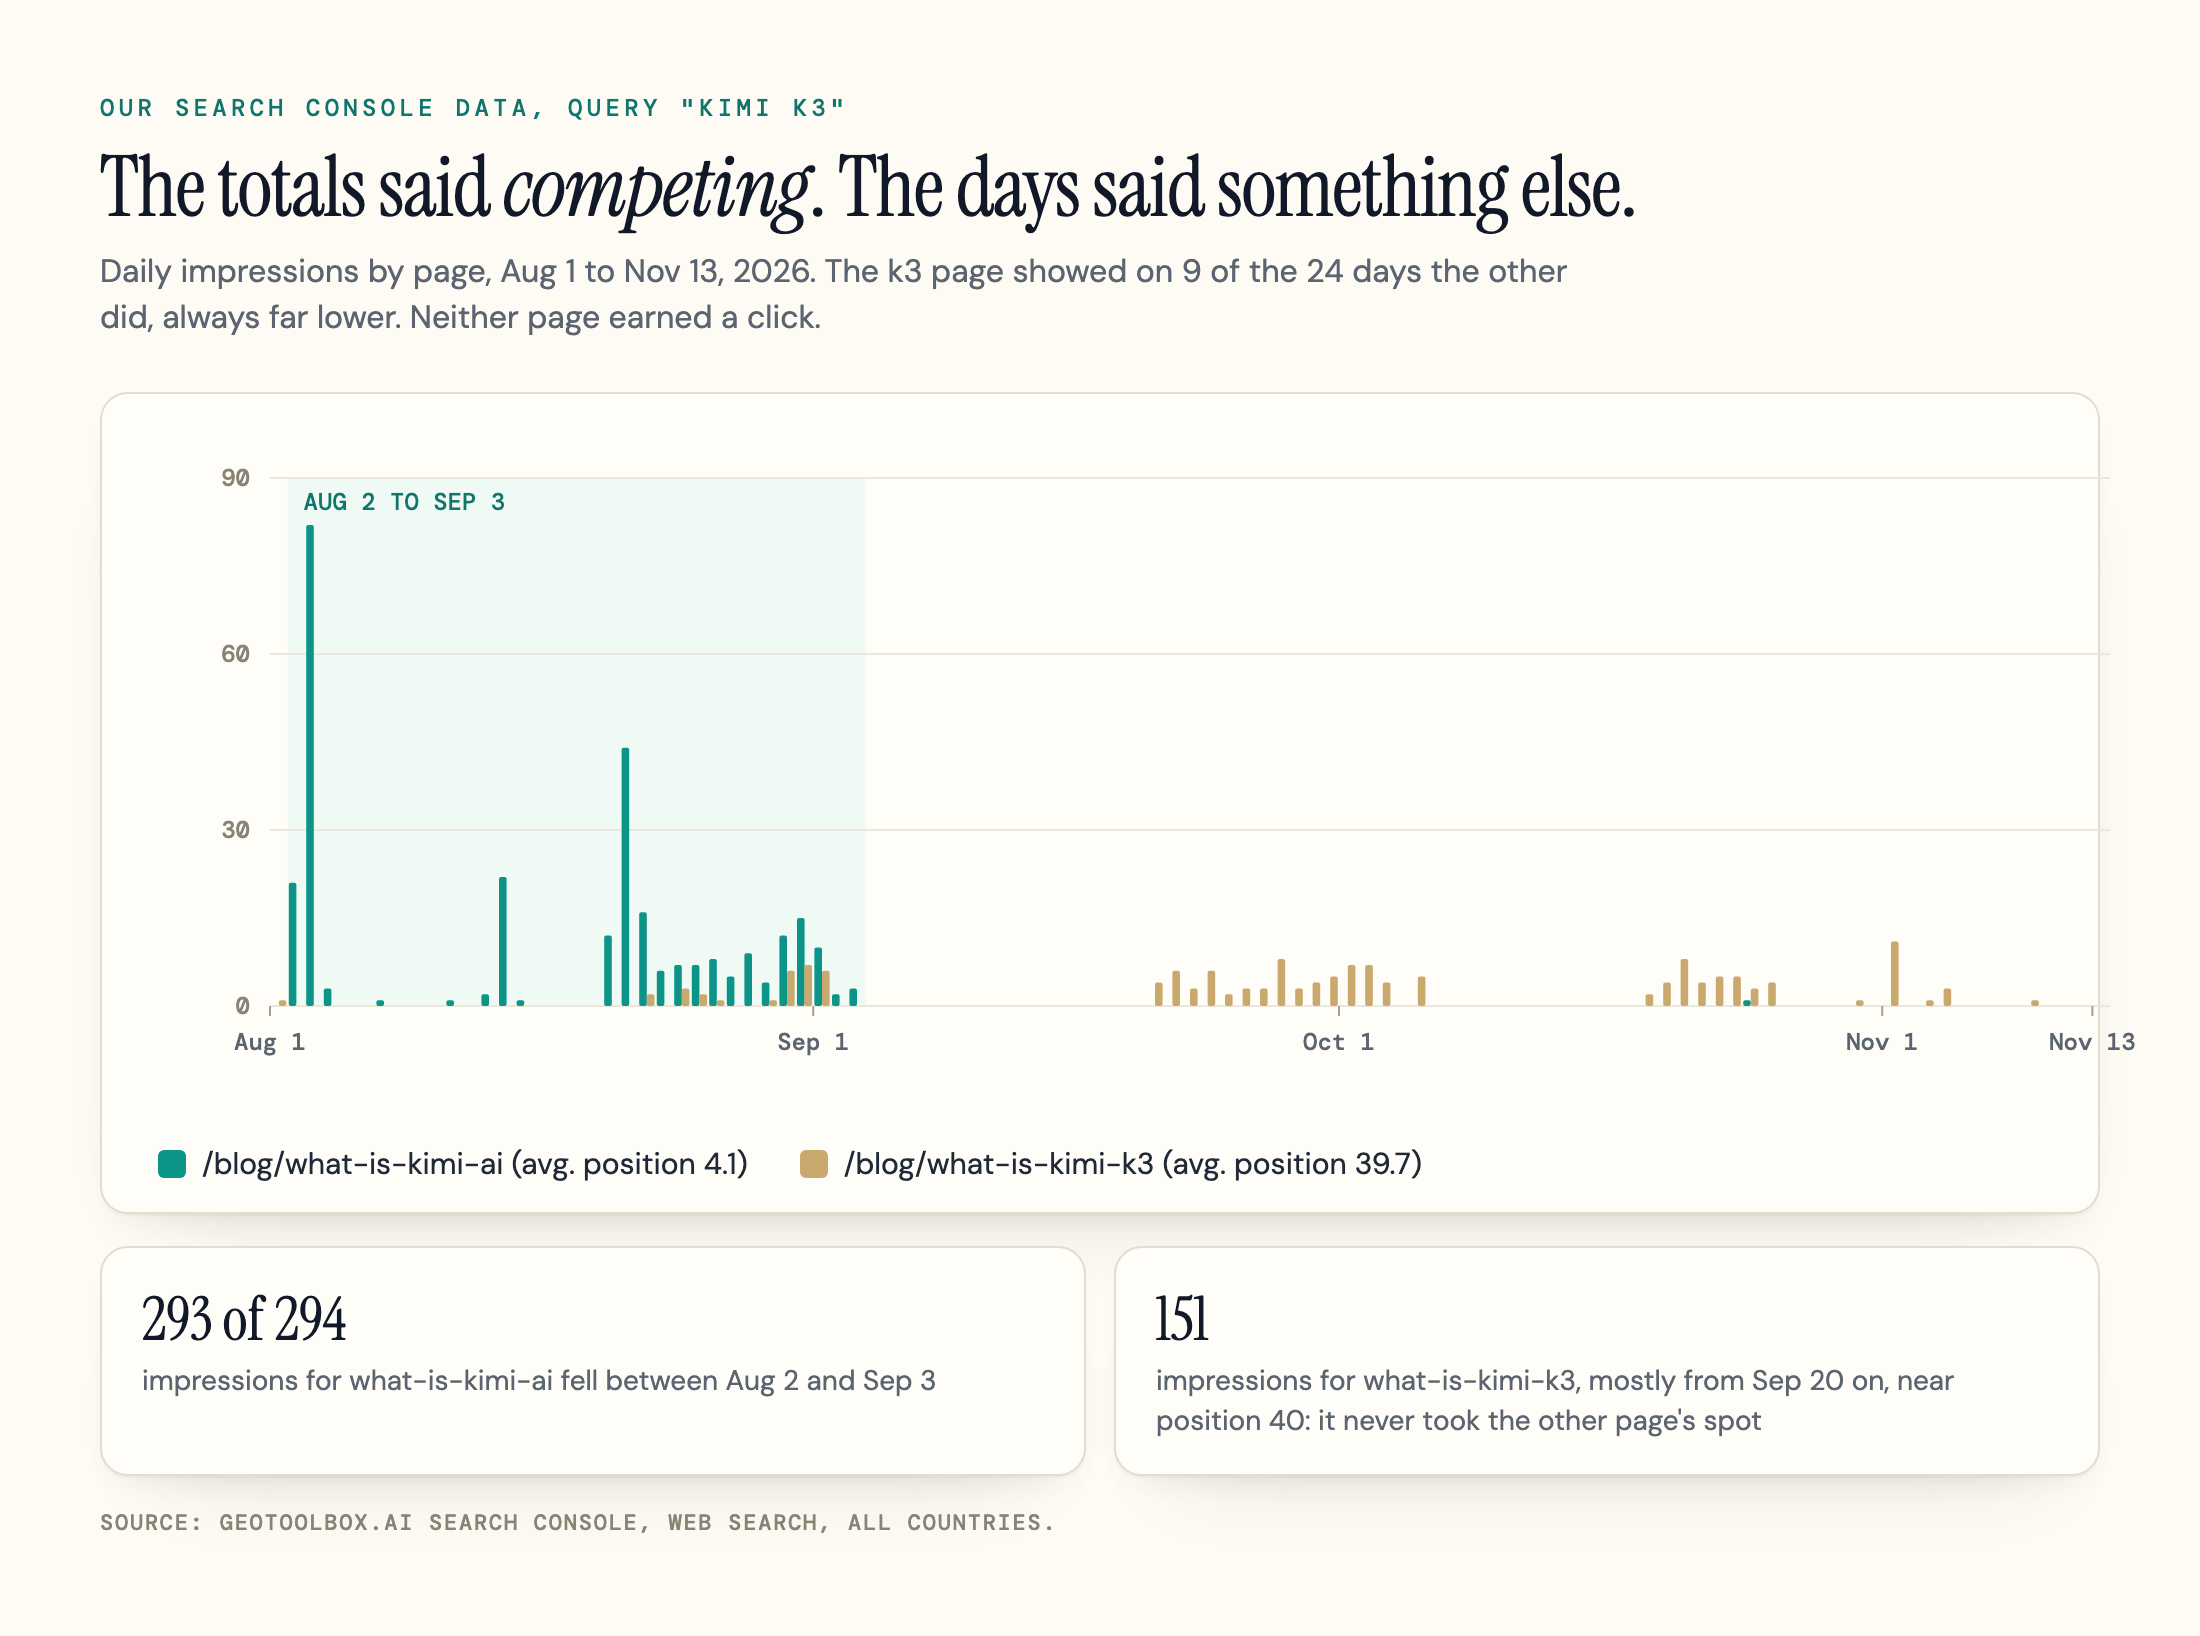 OUR SEARCH CONSOLE DATA, QUERY "KIMI K3"
The totals said competing. The days said something else.
Daily impressions by page, Aug 1 to Nov 13, 2026. The k3 page showed on 9 of the 24 days the other
did, always far lower. Neither page earned a click.
90
AUG 2 TO SEP 3
60
30
0
Aug 1
Sep 1
Oct 1
Nov 1
Nov 13
/blog/what-is-kimi-ai (avg. position 4.1)
/blog/what-is-kimi-k3 (avg. position 39.7)
293 of 294
impressions for what-is-kimi-ai fell between Aug 2 and Sep 3
151
impressions for what-is-kimi-k3, mostly from Sep 20 on, near
position 40: it never took the other page's spot
SOURCE: GEOTOOLBOX.AI SEARCH CONSOLE, WEB SEARCH, ALL COUNTRIES.